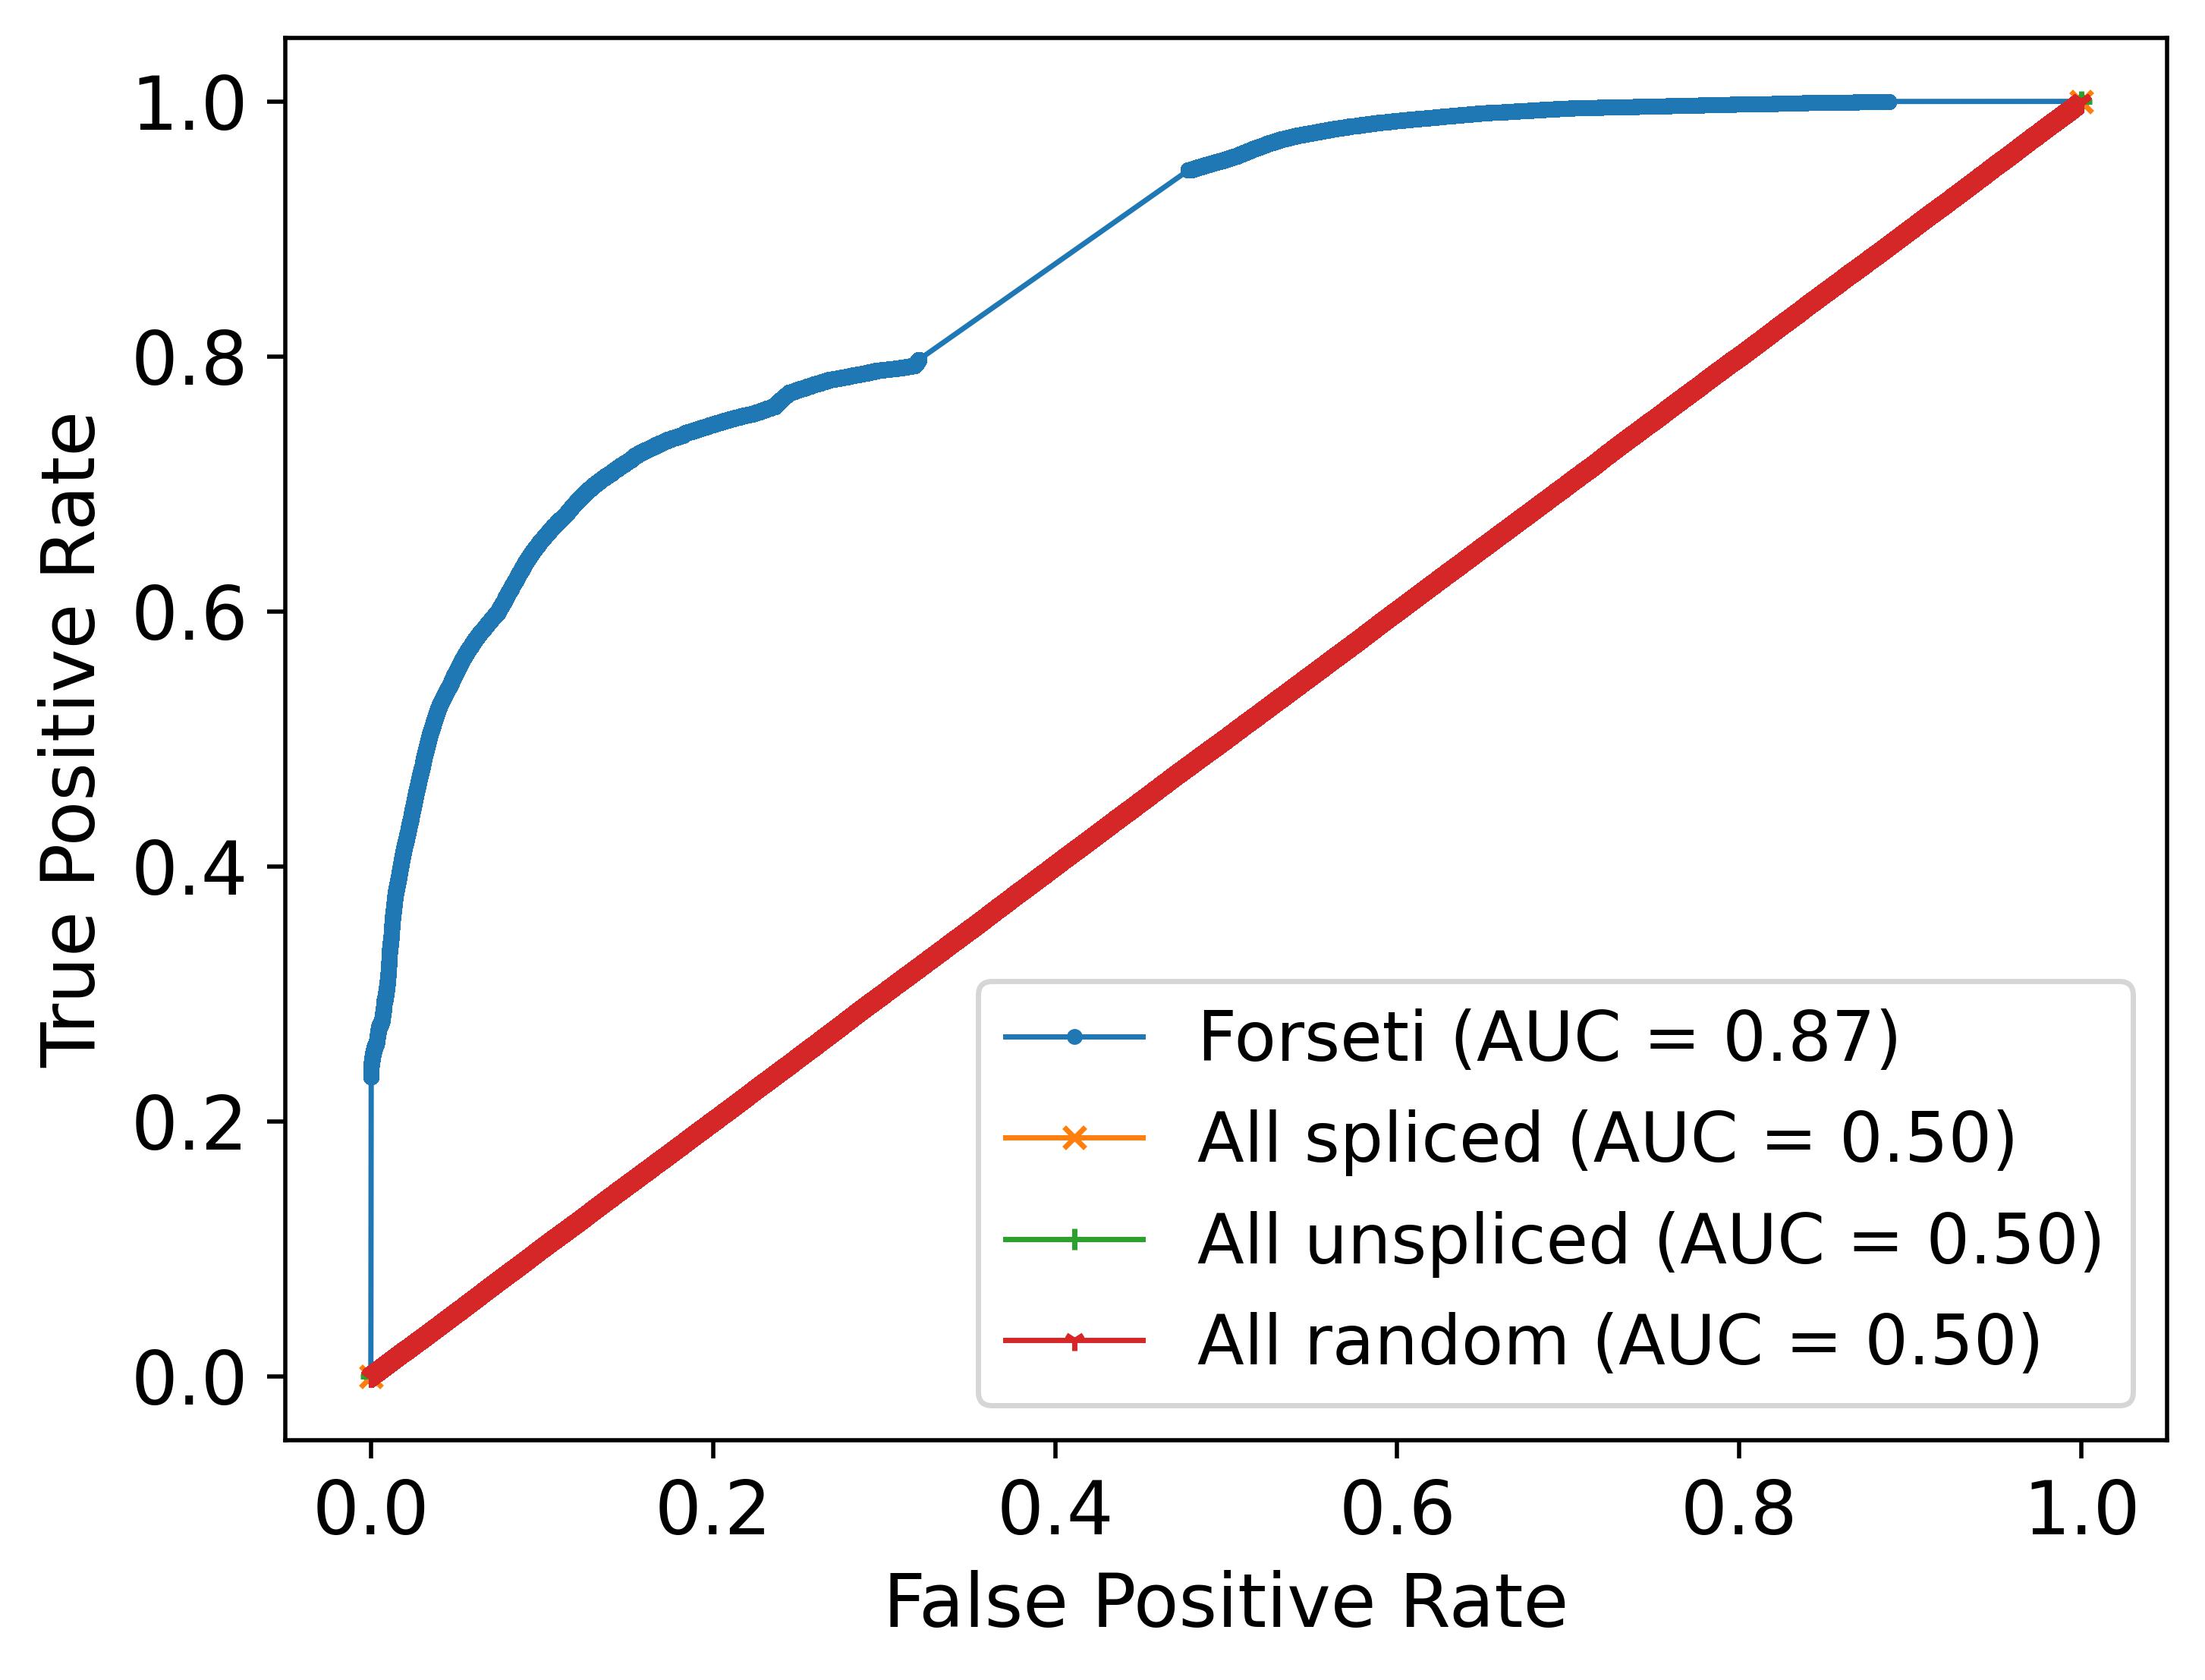 1.0
0.8
0.6
0.4
0.2
0.0
True Positive Rate
Forseti (AUC = 0.87)
All spliced (AUC = 0.50)
All unspliced (AUC = 0.50)
All random (AUC = 0.50)
0.0 0.2 0.4 0.6 0.8 1.0
False Positive Rate